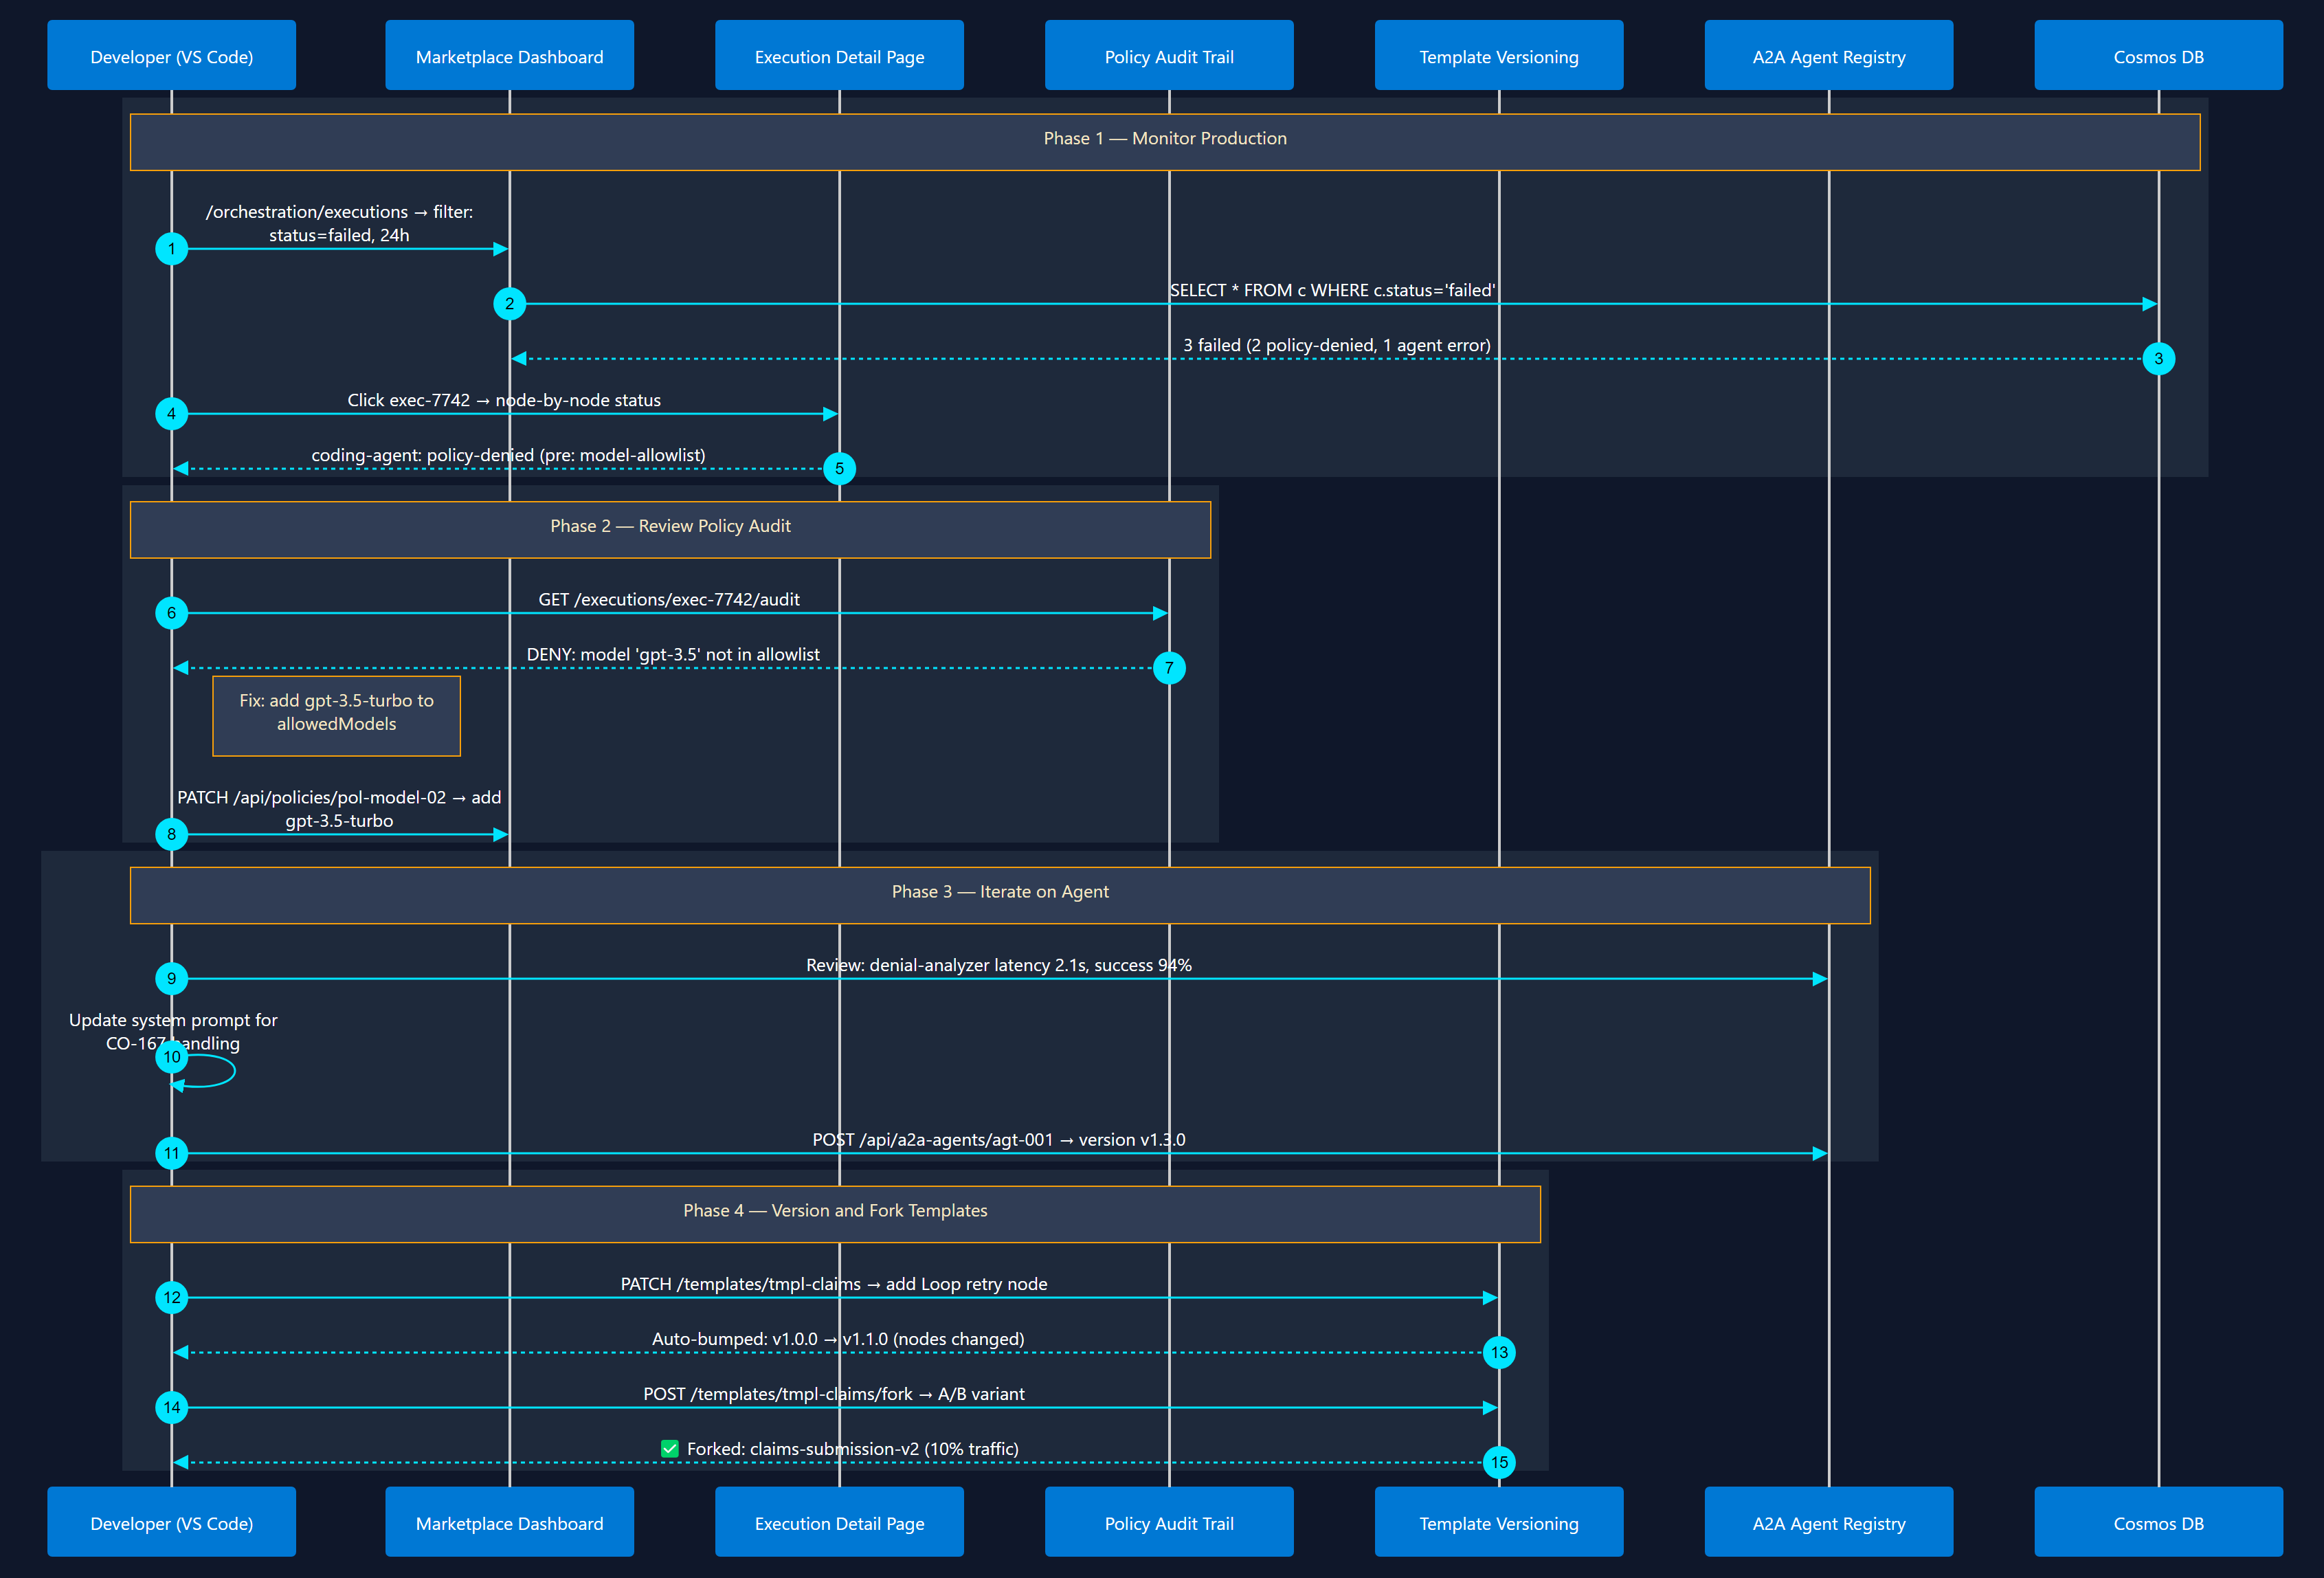 Developer (VS Code)
Marketplace Dashboard
Execution Detail Page
Policy Audit Trail
Template Versioning
A2A Agent Registry
Cosmos DB
Phase 1 — Monitor Production
/orchestration/executions → filter:
status=failed, 24h
1
SELECT * FROM c WHERE c.status='failed'
2
3 failed (2 policy-denied, 1 agent error)
3
Click exec-7742 → node-by-node status
4
coding-agent: policy-denied (pre: model-allowlist)
5
Phase 2 — Review Policy Audit
GET /executions/exec-7742/audit
6
DENY: model 'gpt-3.5' not in allowlist
7
Fix: add gpt-3.5-turbo to
allowedModels
PATCH /api/policies/pol-model-02 → add
gpt-3.5-turbo
8
Phase 3 — Iterate on Agent
Review: denial-analyzer latency 2.1s, success 94%
9
Update system prompt for
CO-167 handling
10
POST /api/a2a-agents/agt-001 → version v1.3.0
11
Phase 4 — Version and Fork Templates
PATCH /templates/tmpl-claims → add Loop retry node
12
Auto-bumped: v1.0.0 → v1.1.0 (nodes changed)
13
POST /templates/tmpl-claims/fork → A/B variant
14
✅ Forked: claims-submission-v2 (10% traffic)
15
Developer (VS Code)
Marketplace Dashboard
Execution Detail Page
Policy Audit Trail
Template Versioning
A2A Agent Registry
Cosmos DB